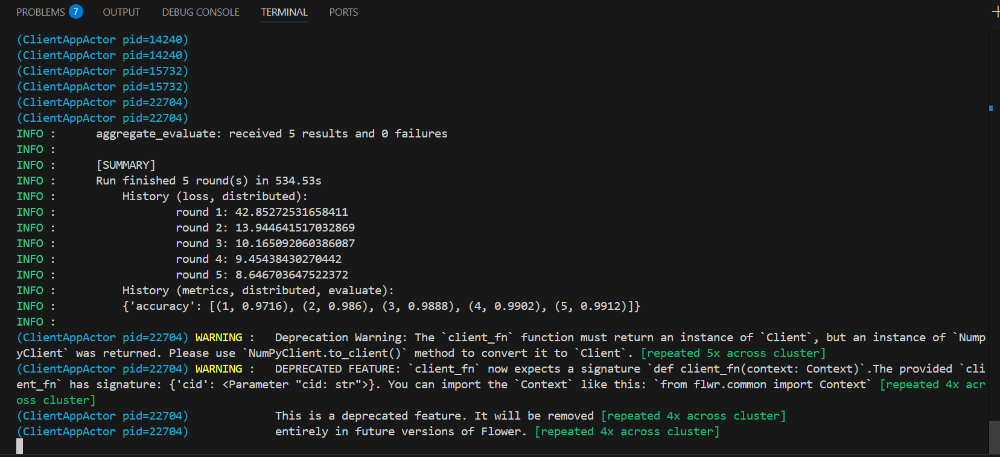 PROBLEMS 7 OUTPUT DEBUG CONSOLE TERMINAL PORTS
(ClientAppActor pid=14240)
(ClientAppActor pid=14240)
(ClientAppActor pid=15732)
(ClientAppActor pid=15732)
(ClientAppActor pid=22704)
(ClientAppActor pid=22704)
INFO :      aggregate_evaluate: received 5 results and 0 failures
INFO :
INFO :      [SUMMARY]
INFO :      Run finished 5 round(s) in 534.53s
INFO :          History (loss, distributed):
INFO :                  round 1: 42.85272531658411
INFO :                  round 2: 13.944641517032869
INFO :                  round 3: 10.165092060386087
INFO :                  round 4: 9.45438430270442
INFO :                  round 5: 8.646703647522372
INFO :          History (metrics, distributed, evaluate):
INFO :          {'accuracy': [(1, 0.9716), (2, 0.986), (3, 0.9888), (4, 0.9902), (5, 0.9912)]}
INFO :
(ClientAppActor pid=22704) WARNING :   Deprecation Warning: The `client_fn` function must return an instance of `Client`, but an instance of `Nump
yClient` was returned. Please use `NumPyClient.to_client()` method to convert it to `Client`. [repeated 5x across cluster]
(ClientAppActor pid=22704) WARNING :   DEPRECATED FEATURE: `client_fn` now expects a signature `def client_fn(context: Context)`.The provided `cli
ent_fn` has signature: {'cid': <Parameter "cid: str">}. You can import the `Context` like this: `from flwr.common import Context` [repeated 4x acr
oss cluster]
(ClientAppActor pid=22704)             This is a deprecated feature. It will be removed [repeated 4x across cluster]
(ClientAppActor pid=22704)             entirely in future versions of Flower. [repeated 4x across cluster]